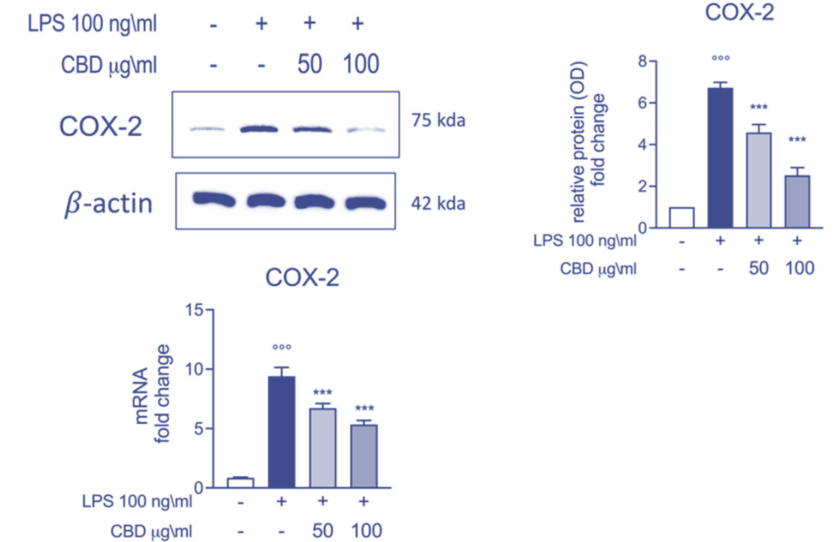 LPS 100 ng\ml - + + +
CBD µg\ml - - 50 100
COX-2 75 kda
β-actin 42 kda
COX-2
relative protein (OD)
fold change
8
6
4
2
0
°°°
***
***
LPS 100 ng\ml - + + +
CBD µg\ml - - 50 100
COX-2
mRNA
fold change
15
10
5
0
°°°
***
***
LPS 100 ng\ml - + + +
CBD µg\ml - - 50 100